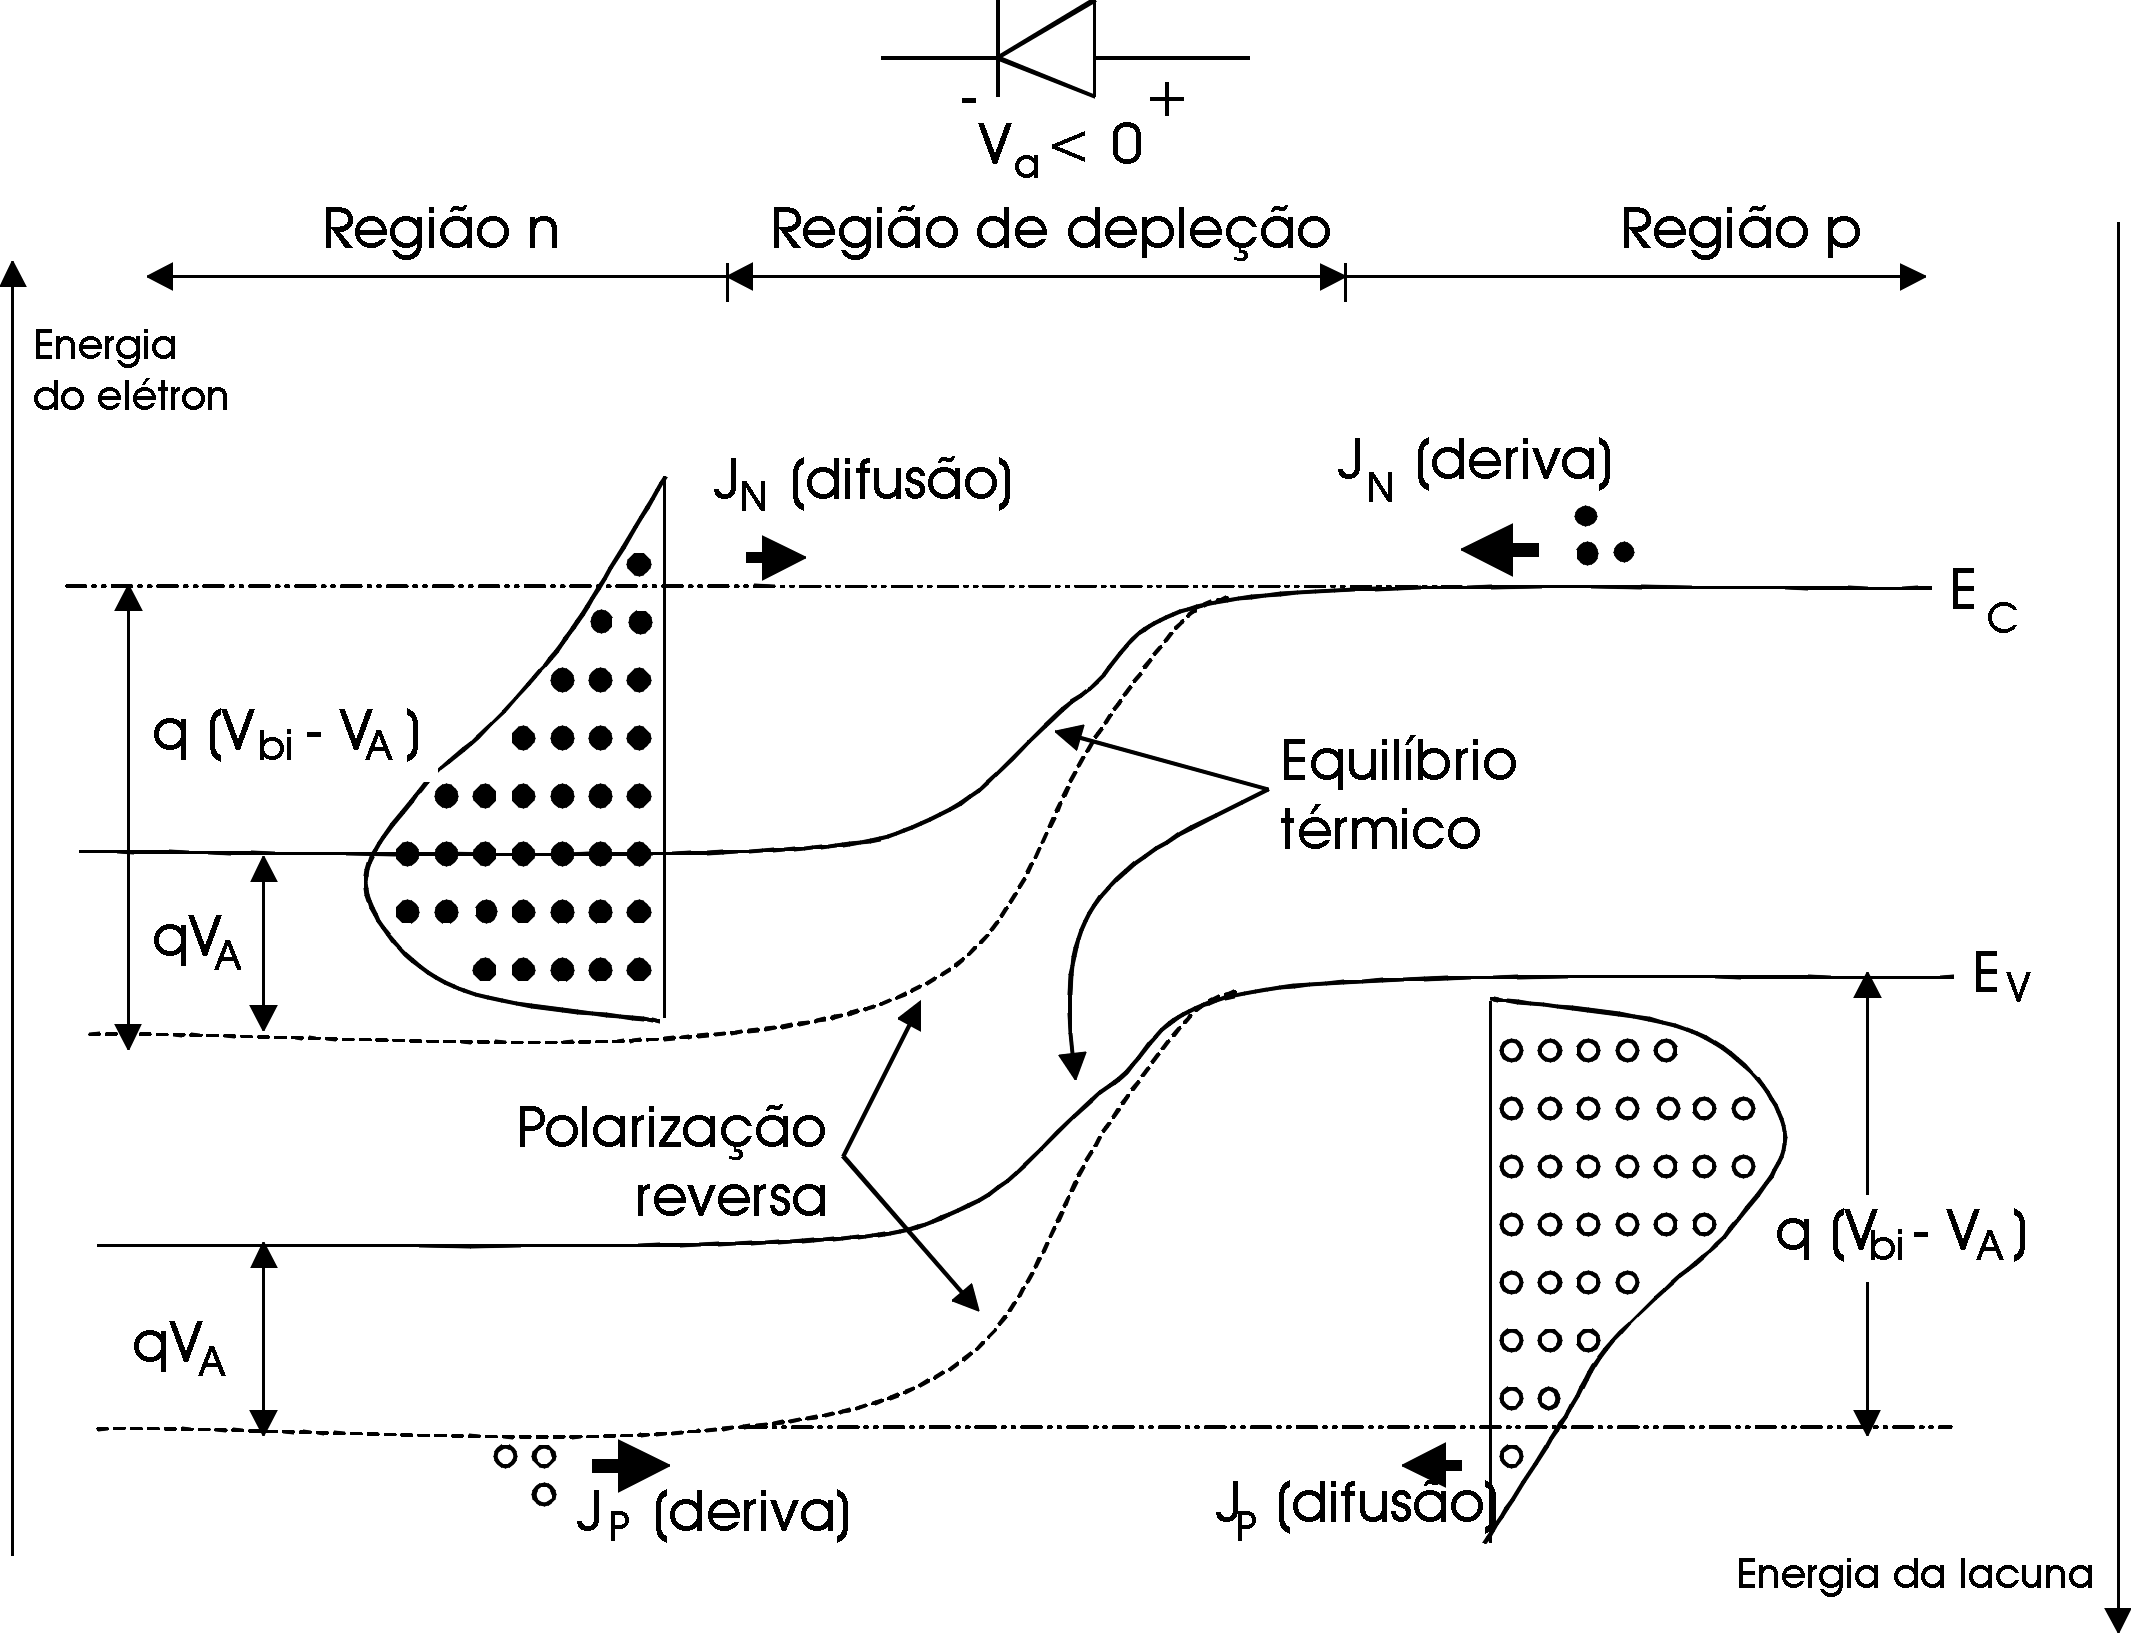 - +
Va < 0
Região n
Região de depleção
Região p
Energia
do elétron
JN (difusão)
JN (deriva)
EC
q (Vbi - VA)
Equilíbrio
térmico
qVA
EV
Polarização
reversa
q (Vbi - VA)
qVA
JP (deriva)
JP (difusão)
Energia da lacuna